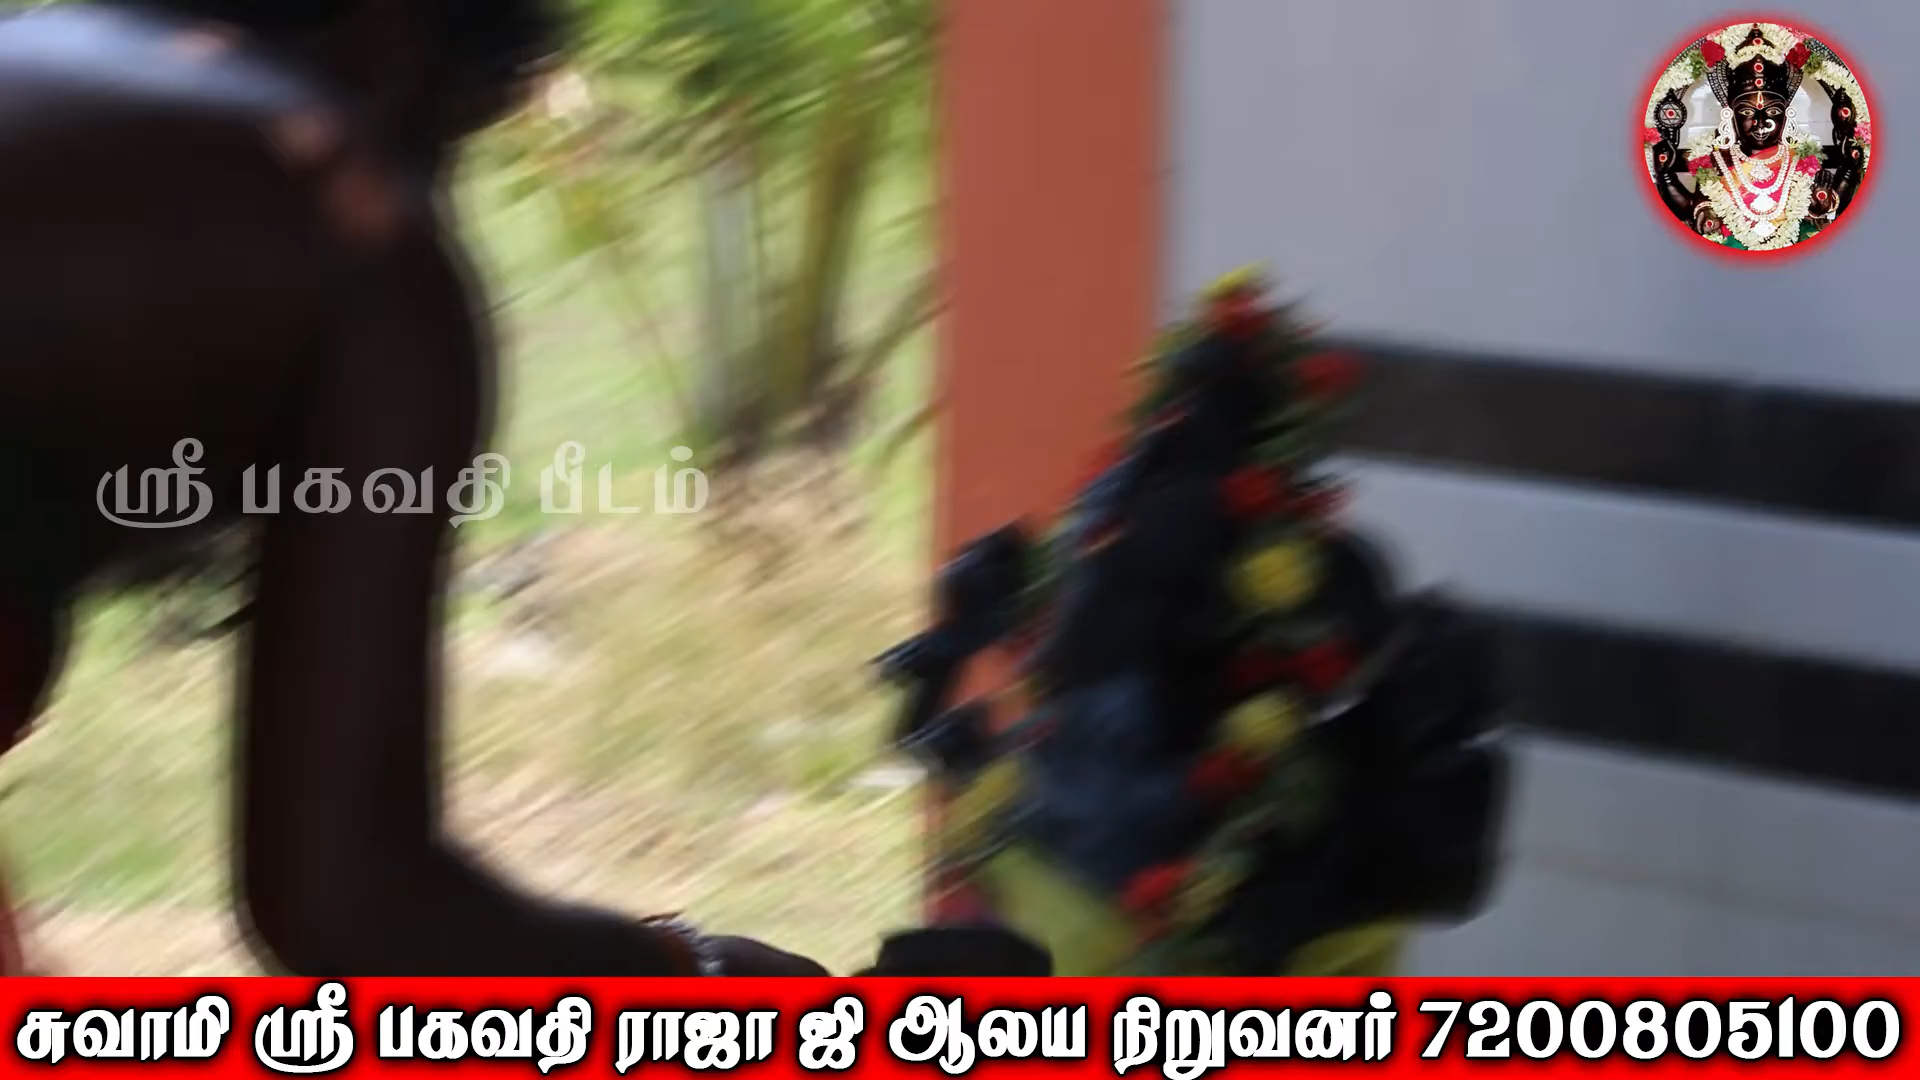 ஸ்ரீ பகவதி பீடம்
சுவாமி ஸ்ரீ பகவதி ராஜா ஜி ஆலய நிறுவனர் 7200805100